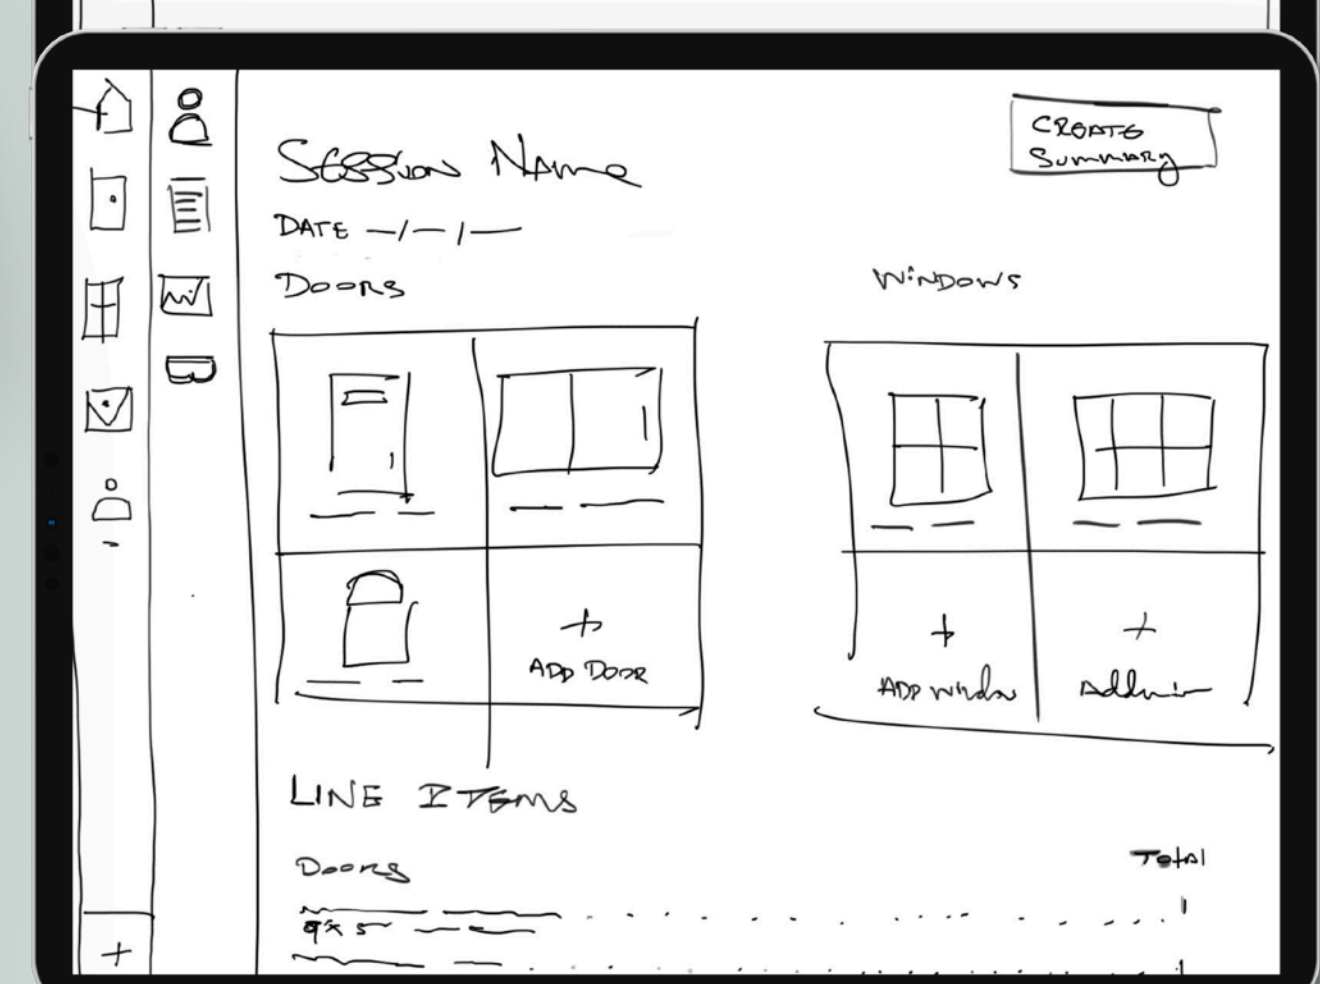 CREATE
SUMMARY
SESSION NAME
DATE —/—/—
DOORS
WINDOWS
+
ADD DOOR
+
ADD WINDOW
+
LINE ITEMS
DOORS
Total
+